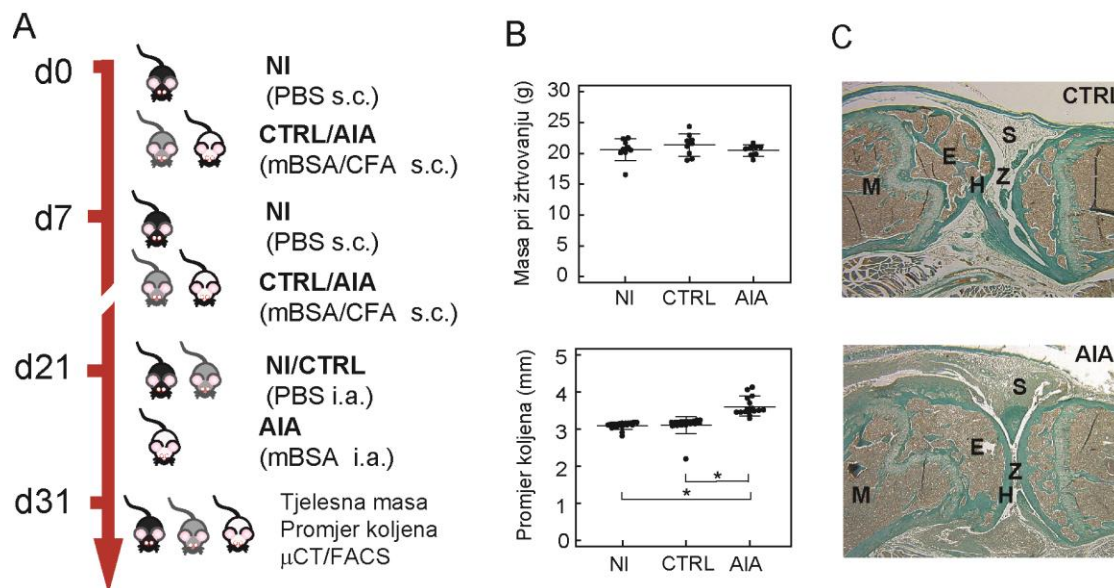 A
d0
NI
(PBS s.c.)
CTRL/AIA
(mBSA/CFA s.c.)
d7
NI
(PBS s.c.)
CTRL/AIA
(mBSA/CFA s.c.)
d21
NI/CTRL
(PBS i.a.)
AIA
(mBSA i.a.)
d31
Tjelesna masa
Promjer koljena
μCT/FACS
B
Masa pri žrtvovanju (g)
30
25
20
15
10
5
0
NI CTRL AIA
Promjer koljena (mm)
5
4
3
2
1
0
*
*
NI CTRL AIA
C
CTRL
S
E
Z
M
H
AIA
S
E
Z
M
H